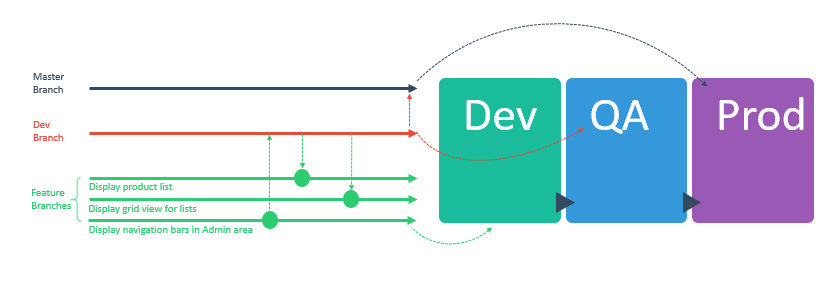 Master
Branch
Dev
Branch
Feature
Branches
Display product list
Display grid view for lists
Display navigation bars in Admin area
Dev
QA
Prod